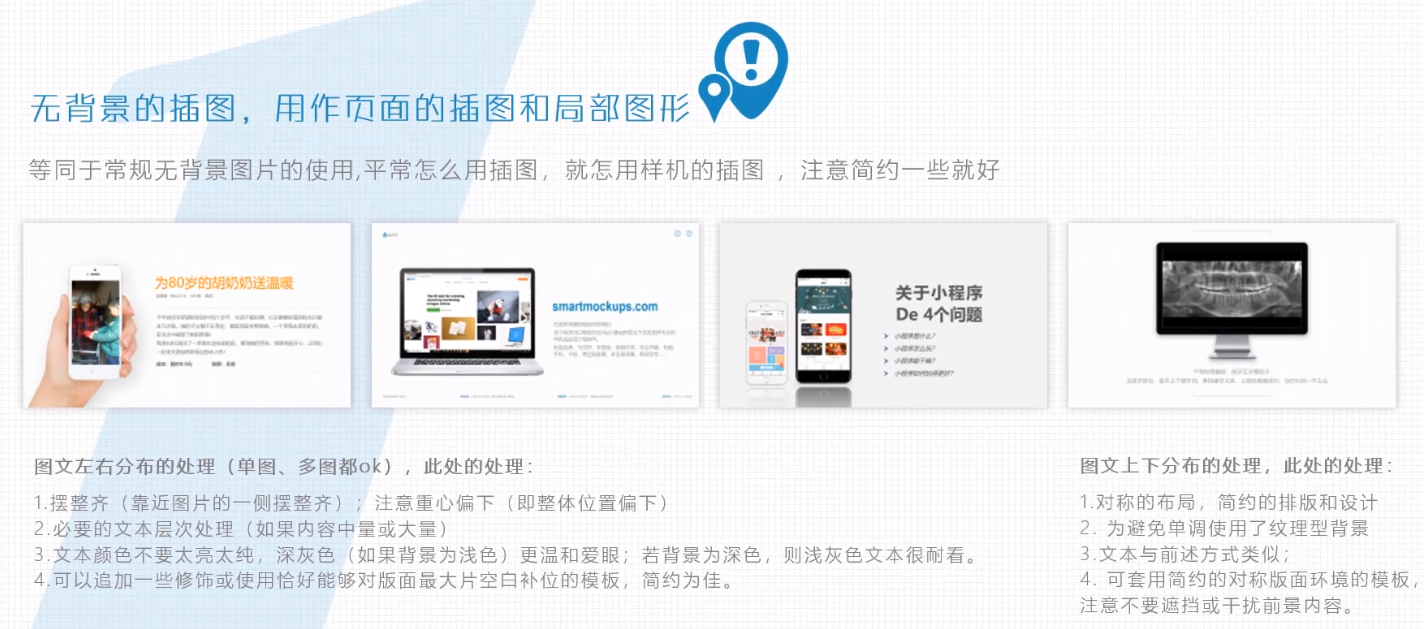 无背景的插图，用作页面的插图和局部图形
等同于常规无背景图片的使用,平常怎么用插图，就怎用样机的插图 ，注意简约一些就好
为80岁的胡奶奶送温暖
smartmockups.com
关于小程序
De 4个问题
小程序是什么?
小程序怎么玩?
小程序能干嘛?
小程序如何玩得更好?
图文左右分布的处理（单图、多图都ok），此处的处理：
1.摆整齐（靠近图片的一侧摆整齐）；注意重心偏下（即整体位置偏下）
2.必要的文本层次处理（如果内容中量或大量）
3.文本颜色不要太亮太纯，深灰色（如果背景为浅色）更温和爱眼；若背景为深色，则浅灰色文本很耐看。
4.可以追加一些修饰或使用恰好能够对版面最大片空白补位的模板，简约为佳。
图文上下分布的处理，此处的处理：
1.对称的布局，简约的排版和设计
2. 为避免单调使用了纹理型背景
3.文本与前述方式类似；
4. 可套用简约的对称版面环境的模板，
注意不要遮挡或干扰前景内容。